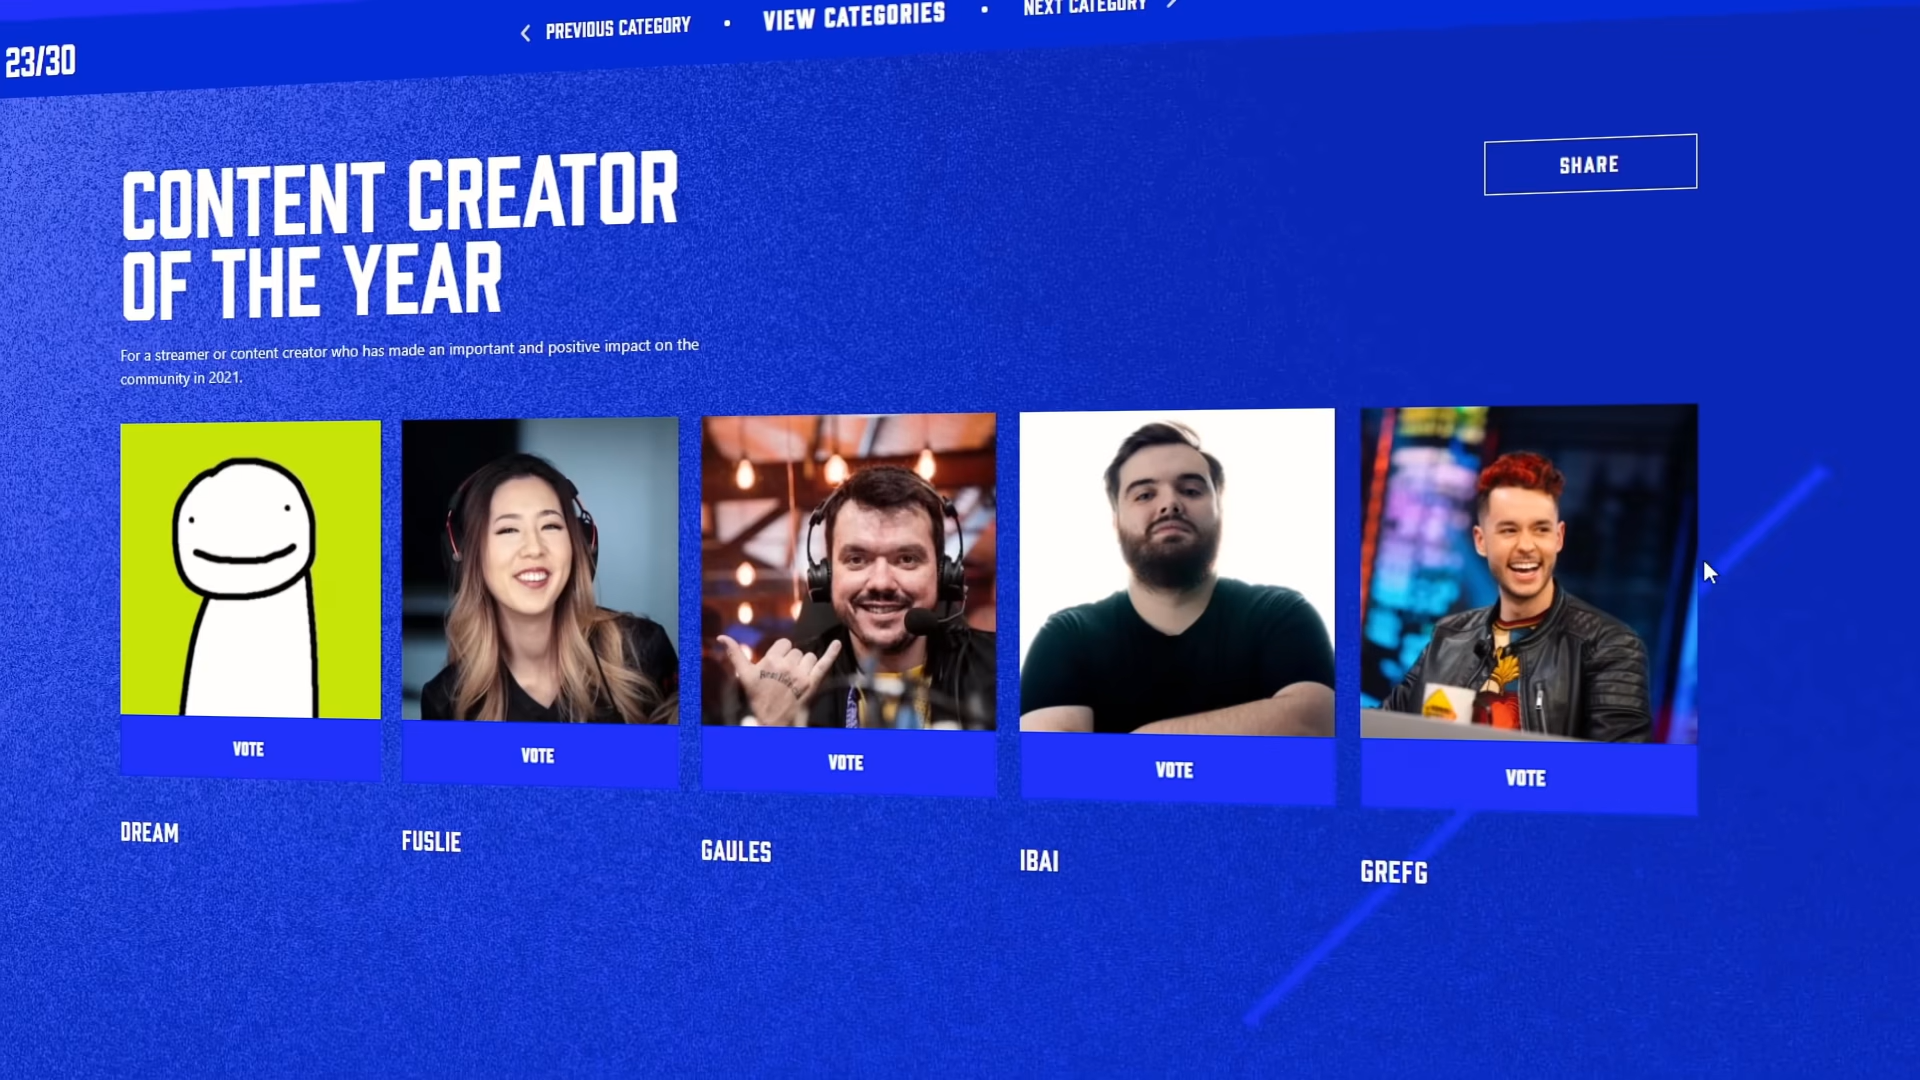 PREVIOUS CATEGORY • VIEW CATEGORIES • NEXT CATEGORY
23/30
SHARE
CONTENT CREATOR
OF THE YEAR
For a streamer or content creator who has made an important and positive impact on the
community in 2021.
VOTE
VOTE
VOTE
VOTE
VOTE
DREAM
FUSLIE
GAULES
IBAI
GREFG